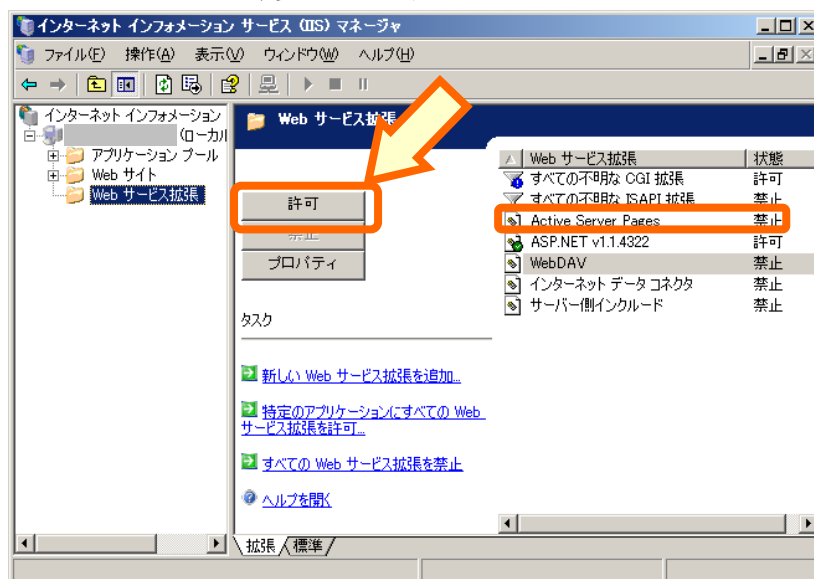 インターネット インフォメーション サービス (IIS) マネージャ
ファイル(F) 操作(A) 表示(V) ウィンドウ(W) ヘルプ(H)
インターネット インフォメーション
(ローカル
アプリケーション プール
Web サイト
Web サービス拡張
Web サービス拡張
許可
禁止
プロパティ
タスク
新しい Web サービス拡張を追加...
特定のアプリケーションにすべての Web
サービス拡張を許可...
すべての Web サービス拡張を禁止
ヘルプを開く
Web サービス拡張 状態
すべての不明な CGI 拡張 許可
すべての不明な ISAPI 拡張 禁止
Active Server Pages 禁止
ASP.NET v1.1.4322 許可
WebDAV 禁止
インターネット データ コネクタ 禁止
サーバー側インクルード 禁止
拡張 標準